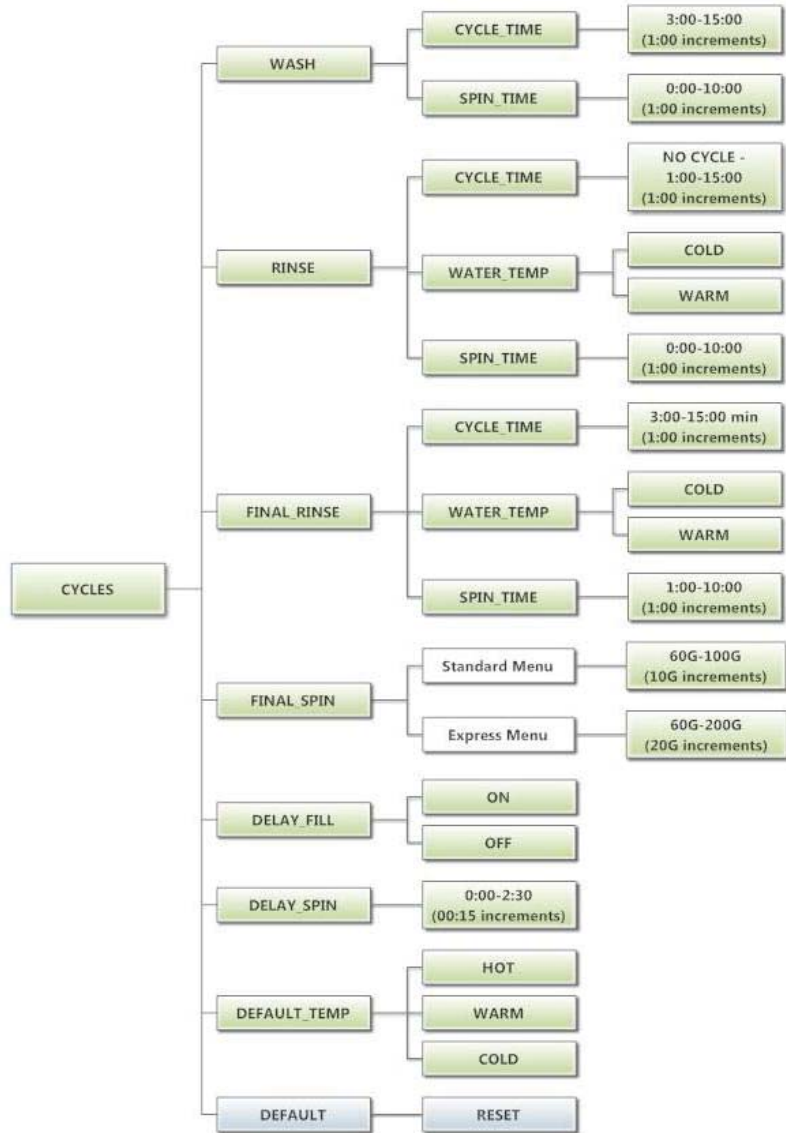 CYCLES
WASH
CYCLE_TIME
3:00-15:00
(1:00 increments)
SPIN_TIME
0:00-10:00
(1:00 increments)
RINSE
CYCLE_TIME
NO CYCLE -
1:00-15:00
(1:00 increments)
WATER_TEMP
COLD
WARM
SPIN_TIME
0:00-10:00
(1:00 increments)
FINAL_RINSE
CYCLE_TIME
3:00-15:00 min
(1:00 increments)
WATER_TEMP
COLD
WARM
SPIN_TIME
1:00-10:00
(1:00 increments)
FINAL_SPIN
Standard Menu
60G-100G
(10G increments)
Express Menu
60G-200G
(20G increments)
DELAY_FILL
ON
OFF
DELAY_SPIN
0:00-2:30
(00:15 increments)
DEFAULT_TEMP
HOT
WARM
COLD
DEFAULT
RESET